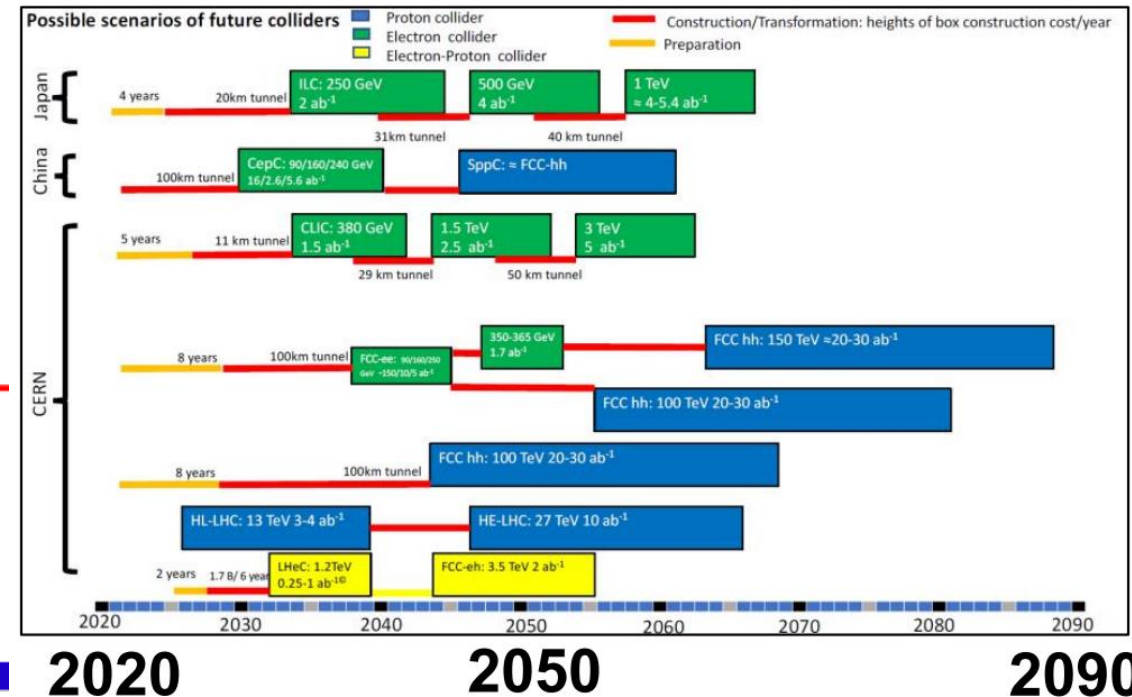 Possible scenarios of future colliders
Proton collider
Electron collider
Electron-Proton collider
Construction/Transformation: heights of box construction cost/year
Preparation
Japan
4 years
20km tunnel
ILC: 250 GeV
2 ab⁻¹
31km tunnel
500 GeV
4 ab⁻¹
40 km tunnel
1 TeV
≈ 4-5.4 ab⁻¹
China
100km tunnel
CepC: 90/160/240 GeV
16/2.6/5.6 ab⁻¹
SppC: ≈ FCC-hh
CERN
5 years
11 km tunnel
CLIC: 380 GeV
1.5 ab⁻¹
29 km tunnel
1.5 TeV
2.5 ab⁻¹
50 km tunnel
3 TeV
5 ab⁻¹
8 years
100km tunnel
FCC-ee: 90/160/250
GeV ~150/10/5 ab⁻¹
350-365 GeV
1.7 ab⁻¹
FCC hh: 150 TeV ≈20-30 ab⁻¹
FCC hh: 100 TeV 20-30 ab⁻¹
8 years
100km tunnel
FCC hh: 100 TeV 20-30 ab⁻¹
HL-LHC: 13 TeV 3-4 ab⁻¹
HE-LHC: 27 TeV 10 ab⁻¹
2 years
1.7 B/ 6 year
LHeC: 1.2TeV
0.25-1 ab⁻¹
FCC-eh: 3.5 TeV 2 ab⁻¹
2020 2030 2040 2050 2060 2070 2080 2090
2020 2050 2090